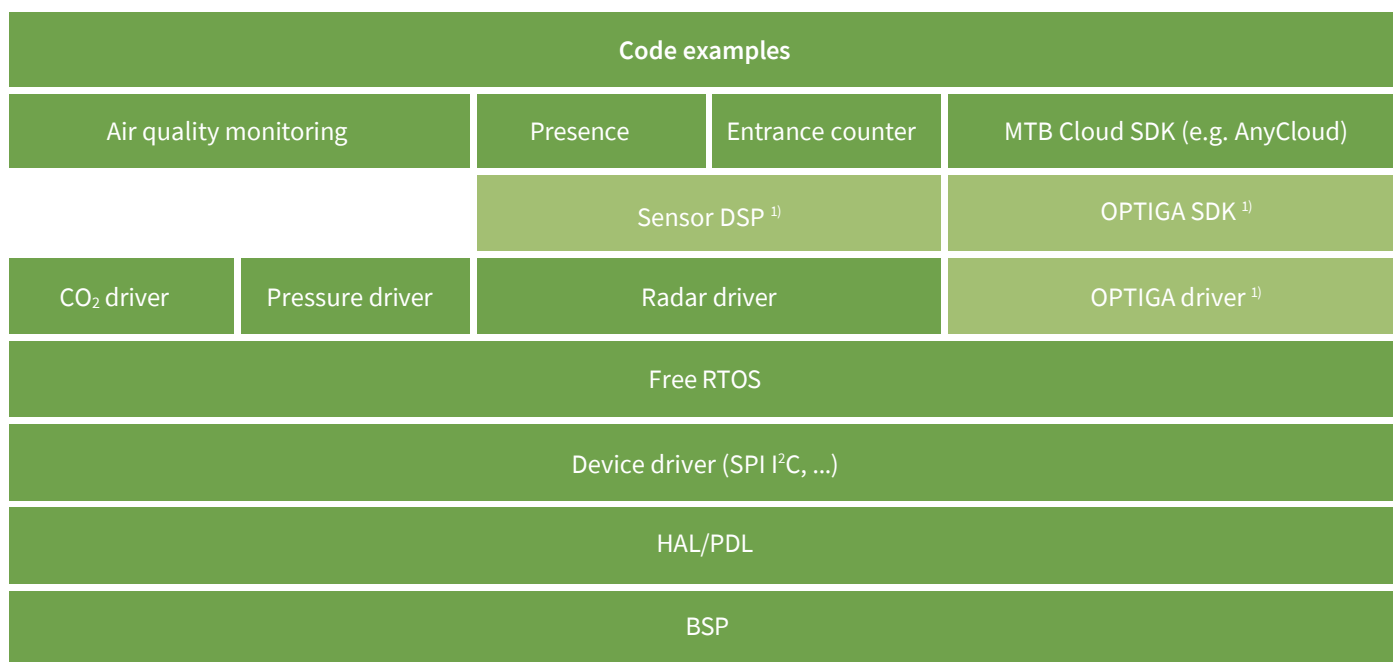 Code examples
Air quality monitoring
Presence
Entrance counter
MTB Cloud SDK (e.g. AnyCloud)
Sensor DSP ¹⁾
OPTIGA SDK ¹⁾
CO₂ driver
Pressure driver
Radar driver
OPTIGA driver ¹⁾
Free RTOS
Device driver (SPI I²C, ...)
HAL/PDL
BSP